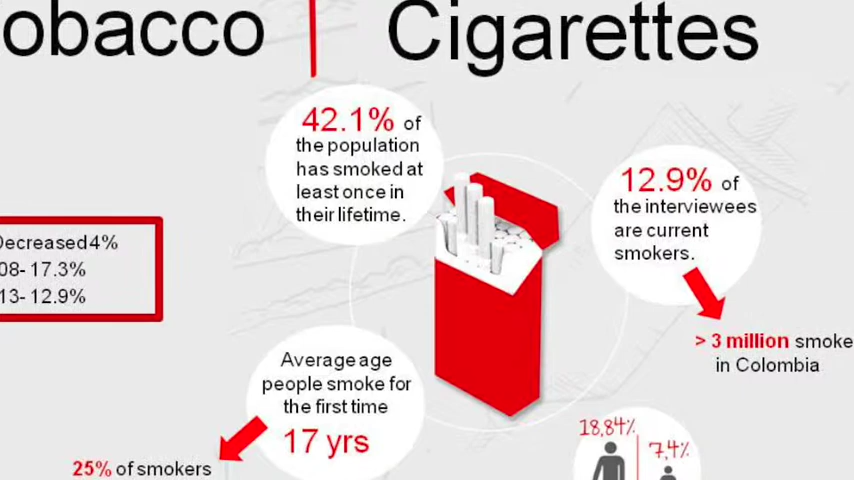 obacco
Cigarettes
42.1% of
the population
has smoked at
least once in
their lifetime.
12.9% of
the interviewees
are current
smokers.
Decreased 4%
08- 17.3%
13- 12.9%
> 3 million smoke
in Colombia
Average age
people smoke for
the first time
17 yrs
18,84%
7,4%
25% of smokers